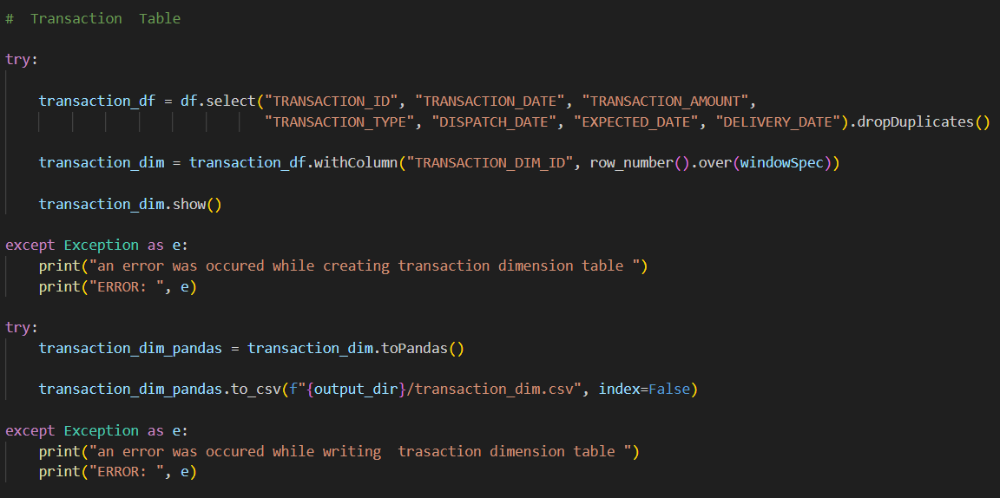 #  Transaction  Table
try:
transaction_df = df.select("TRANSACTION_ID", "TRANSACTION_DATE", "TRANSACTION_AMOUNT",
"TRANSACTION_TYPE", "DISPATCH_DATE", "EXPECTED_DATE", "DELIVERY_DATE").dropDuplicates()
transaction_dim = transaction_df.withColumn("TRANSACTION_DIM_ID", row_number().over(windowSpec))
transaction_dim.show()
except Exception as e:
print("an error was occured while creating transaction dimension table ")
print("ERROR: ", e)
try:
transaction_dim_pandas = transaction_dim.toPandas()
transaction_dim_pandas.to_csv(f"{output_dir}/transaction_dim.csv", index=False)
except Exception as e:
print("an error was occured while writing  trasaction dimension table ")
print("ERROR: ", e)